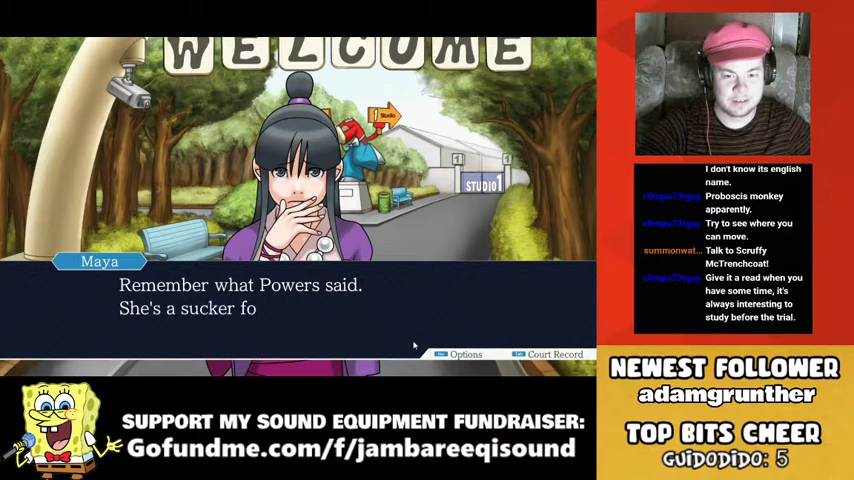 WELCOME
Studio
1
1
STUDIO1
Maya
Remember what Powers said.
She's a sucker fo
Options
Court Record
I don't know its english
name.
Proboscis monkey
apparently.
Try to see where you
can move.
summonwat... Talk to Scruffy
McTrenchcoat!
Give it a read when you
have some time, it's
always interesting to
study before the trial.
NEWEST FOLLOWER
adamgrunther
TOP BITS CHEER
GUIDODIDO: 5
SUPPORT MY SOUND EQUIPMENT FUNDRAISER:
Gofundme.com/f/jambareeqisound